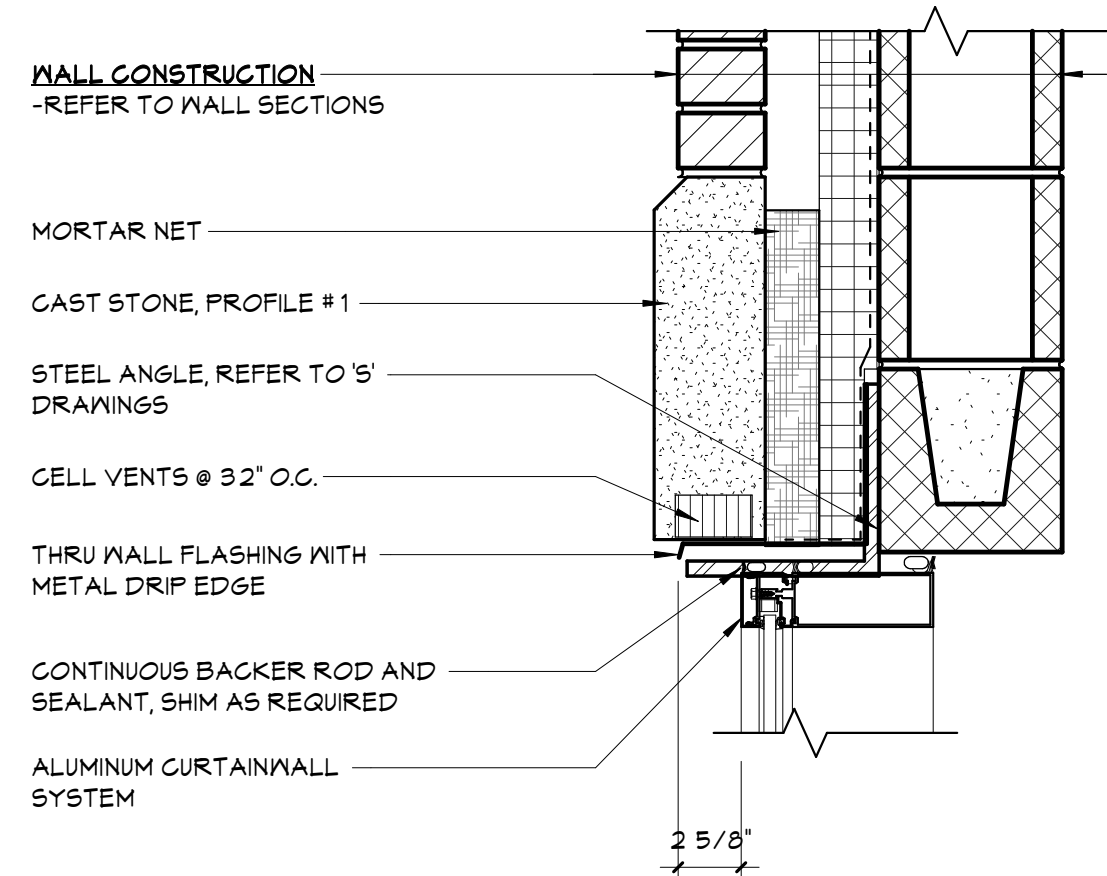 WALL CONSTRUCTION
-REFER TO WALL SECTIONS
MORTAR NET
CAST STONE, PROFILE #1
STEEL ANGLE, REFER TO 'S'
DRAWINGS
CELL VENTS @ 32" O.C.
THRU WALL FLASHING WITH
METAL DRIP EDGE
CONTINUOUS BACKER ROD AND
SEALANT, SHIM AS REQUIRED
ALUMINUM CURTAINWALL
SYSTEM
2 5/8"